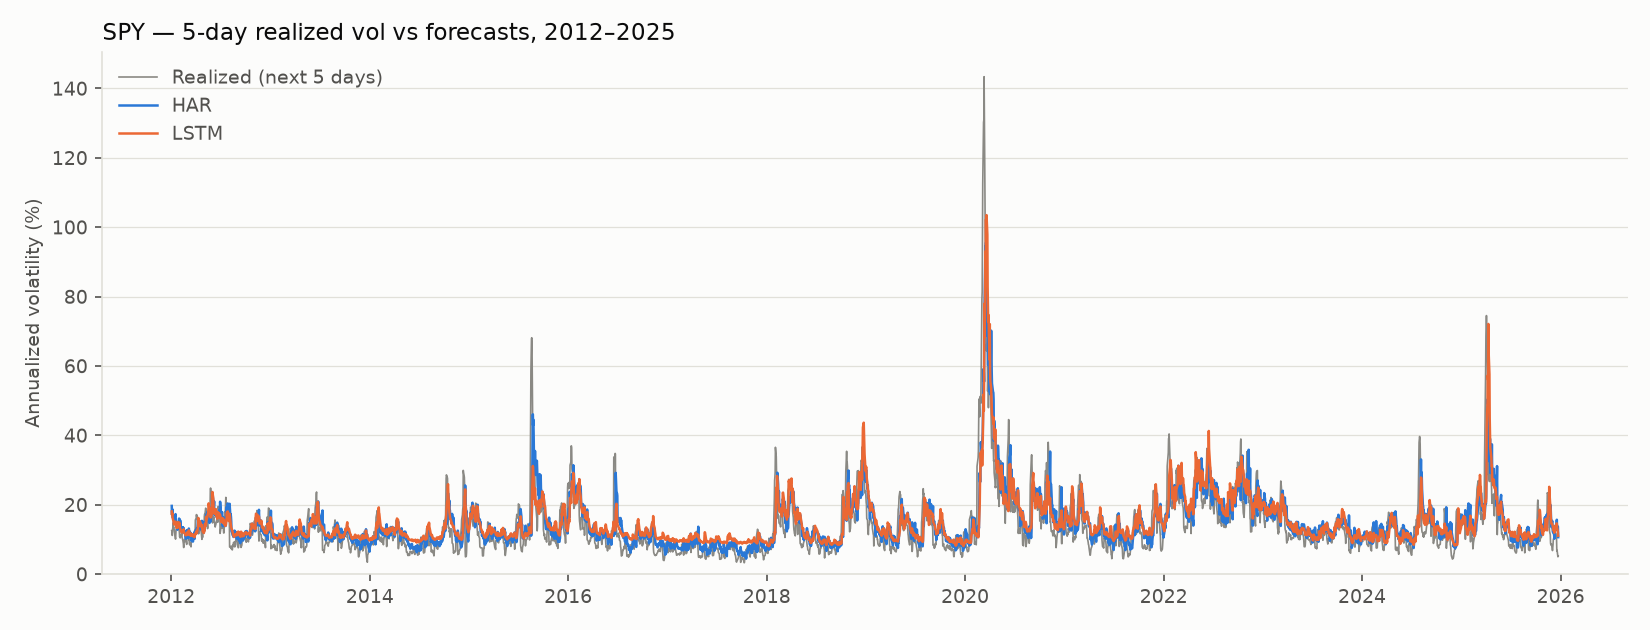 SPY — 5-day realized vol vs forecasts, 2012–2025
Realized (next 5 days)
HAR
LSTM
Annualized volatility (%)
140
120
100
80
60
40
20
0
2012 2014 2016 2018 2020 2022 2024 2026